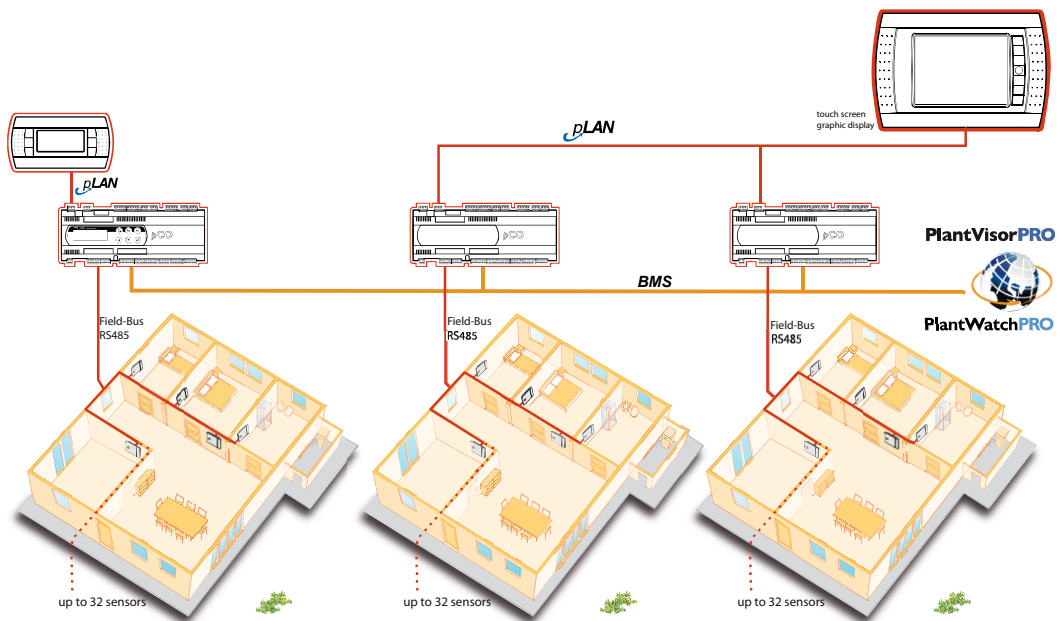 touch screen
graphic display
pLAN
pLAN
PlantVisorPRO
BMS
PlantWatchPRO
Field-Bus
RS485
Field-Bus
RS485
Field-Bus
RS485
up to 32 sensors
up to 32 sensors
up to 32 sensors